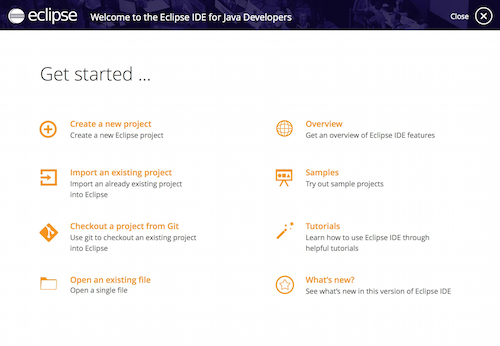 eclipse Welcome to the Eclipse IDE for Java Developers Close
Get started ...
Create a new project
Create a new Eclipse project
Overview
Get an overview of Eclipse IDE features
Import an existing project
Import an already existing project
into Eclipse
Samples
Try out sample projects
Checkout a project from Git
Use git to checkout an existing project
into Eclipse
Tutorials
Learn how to use Eclipse IDE through
helpful tutorials
Open an existing file
Open a single file
What's new?
See what's new in this version of Eclipse IDE